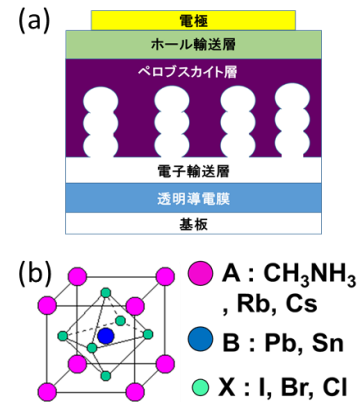 (a)
電極
ホール輸送層
ペロブスカイト層
電子輸送層
透明導電膜
基板
(b)
A : CH3NH3
, Rb, Cs
B : Pb, Sn
X : I, Br, Cl